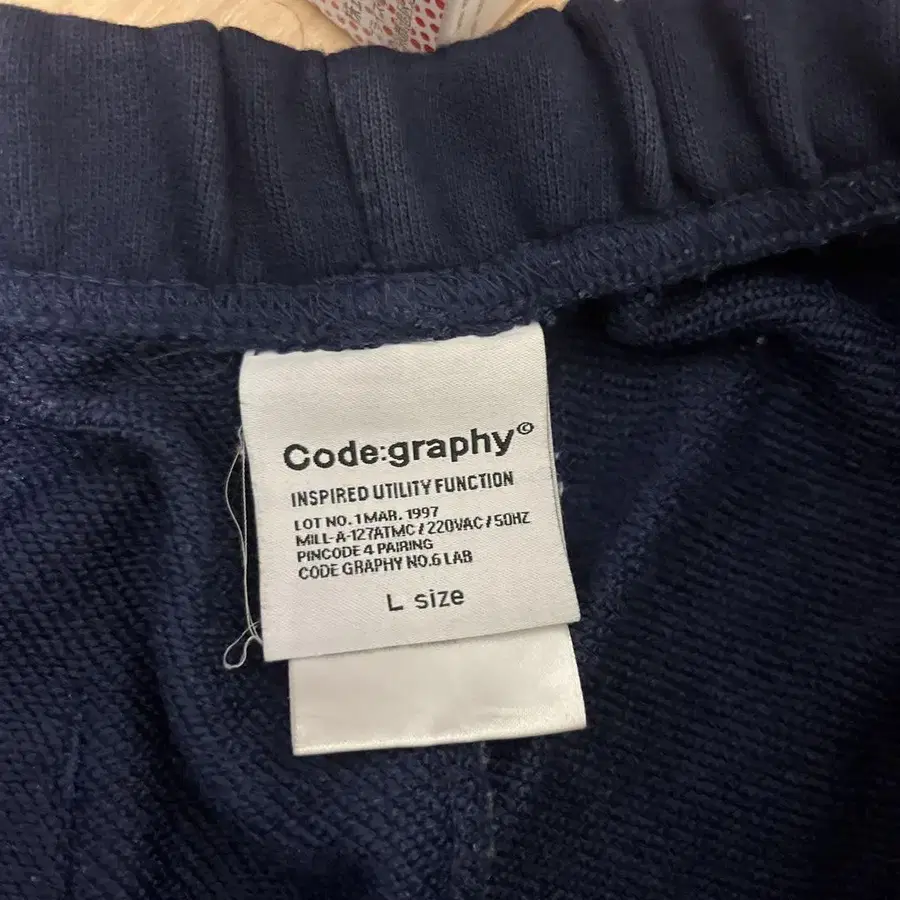 Code:graphy©
INSPIRED UTILITY FUNCTION
LOT NO. 1 MAR. 1997
MILL-A-127ATMC / 220VAC / 50HZ
PINCODE 4 PAIRING
CODE GRAPHY NO.6 LAB
L size